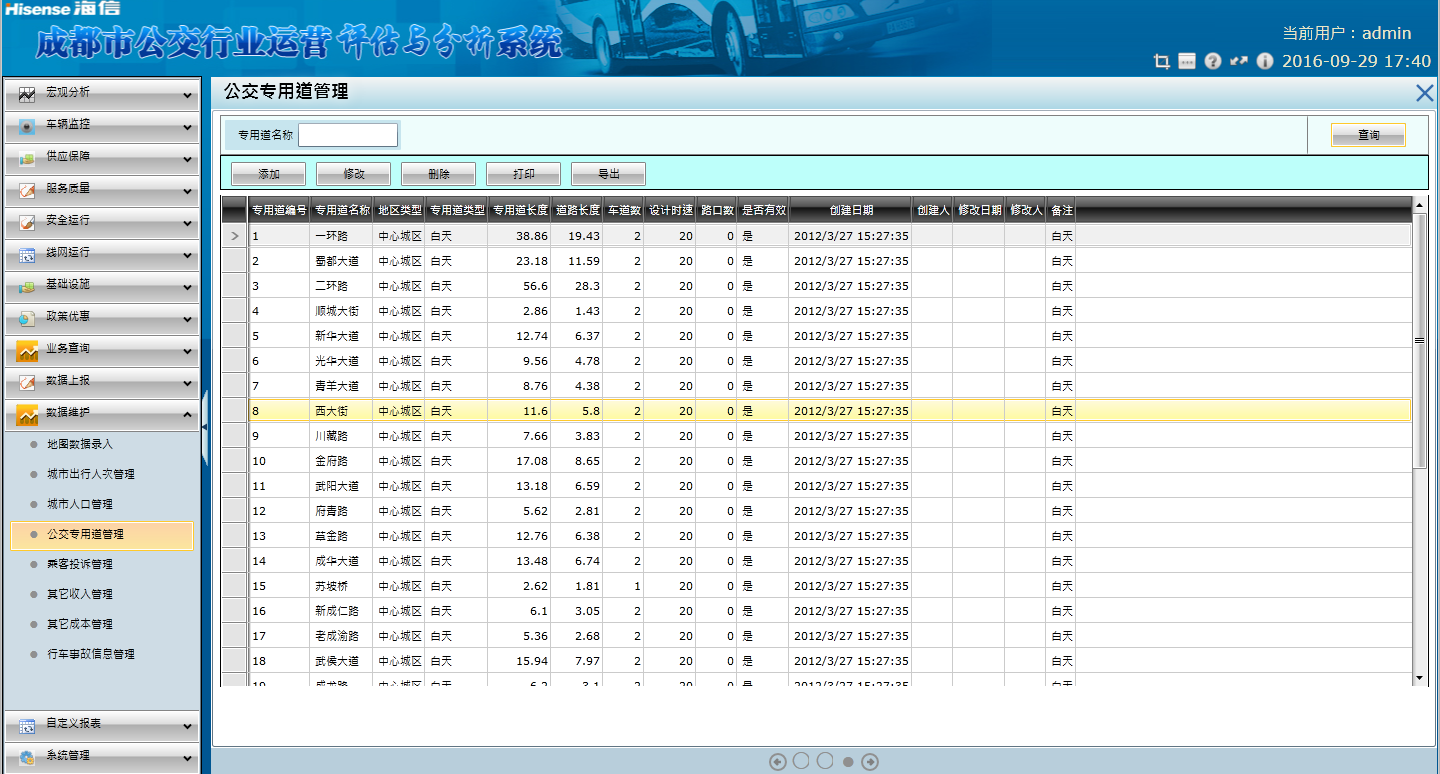 Hisense海信
成都市公交行业运营评估与分析系统
当前用户：admin
2016-09-29 17:40
宏观分析
车辆监控
供应保障
服务质量
安全运行
线网运行
基础设施
政策优惠
业务查询
数据上报
数据维护
地图数据录入
城市出行人次管理
城市人口管理
公交专用道管理
乘客投诉管理
其它收入管理
其它成本管理
行车事故信息管理
自定义报表
系统管理
公交专用道管理
专用道名称 查询
添加 修改 删除 打印 导出
专用道编号 专用道名称 地区类型 专用道类型 专用道长度 道路长度 车道数 设计时速 路口数 是否有效 创建日期 创建人 修改日期 修改人 备注
> 1 一环路 中心城区 白天 38.86 19.43 2 20 0 是 2012/3/27 15:27:35 白天
2 蜀都大道 中心城区 白天 23.18 11.59 2 20 0 是 2012/3/27 15:27:35 白天
3 二环路 中心城区 白天 56.6 28.3 2 20 0 是 2012/3/27 15:27:35 白天
4 顺城大街 中心城区 白天 2.86 1.43 2 20 0 是 2012/3/27 15:27:35 白天
5 新华大道 中心城区 白天 12.74 6.37 2 20 0 是 2012/3/27 15:27:35 白天
6 光华大道 中心城区 白天 9.56 4.78 2 20 0 是 2012/3/27 15:27:35 白天
7 青羊大道 中心城区 白天 8.76 4.38 2 20 0 是 2012/3/27 15:27:35 白天
8 西大街 中心城区 白天 11.6 5.8 2 20 0 是 2012/3/27 15:27:35 白天
9 川藏路 中心城区 白天 7.66 3.83 2 20 0 是 2012/3/27 15:27:35 白天
10 金府路 中心城区 白天 17.08 8.65 2 20 0 是 2012/3/27 15:27:35 白天
11 武阳大道 中心城区 白天 13.18 6.59 2 20 0 是 2012/3/27 15:27:35 白天
12 府青路 中心城区 白天 5.62 2.81 2 20 0 是 2012/3/27 15:27:35 白天
13 草金路 中心城区 白天 12.76 6.38 2 20 0 是 2012/3/27 15:27:35 白天
14 成华大道 中心城区 白天 13.48 6.74 2 20 0 是 2012/3/27 15:27:35 白天
15 苏坡桥 中心城区 白天 2.62 1.81 1 20 0 是 2012/3/27 15:27:35 白天
16 新成仁路 中心城区 白天 6.1 3.05 2 20 0 是 2012/3/27 15:27:35 白天
17 老成渝路 中心城区 白天 5.36 2.68 2 20 0 是 2012/3/27 15:27:35 白天
18 武侯大道 中心城区 白天 15.94 7.97 2 20 0 是 2012/3/27 15:27:35 白天
19 成龙路 中心城区 白天 6.2 3.1 2 20 0 是 2012/3/27 15:27:35 白天